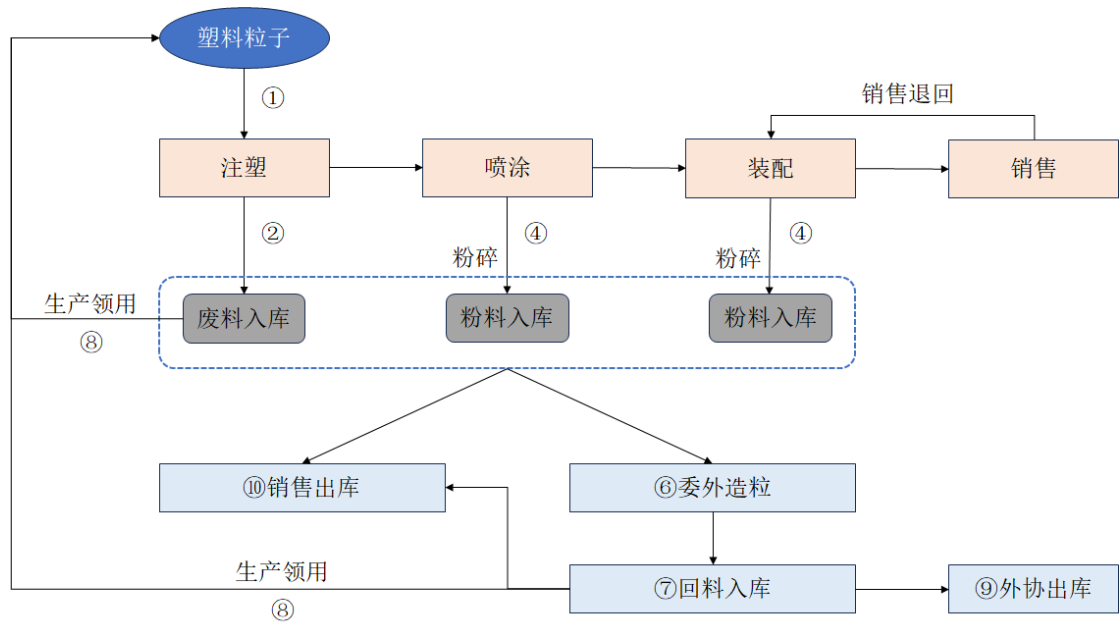 塑料粒子
①
销售退回
注塑
喷涂
装配
销售
②
④
④
粉碎
粉碎
生产领用
⑧
废料入库
粉料入库
粉料入库
⑩销售出库
⑥委外造粒
生产领用
⑧
⑦回料入库
⑨外协出库